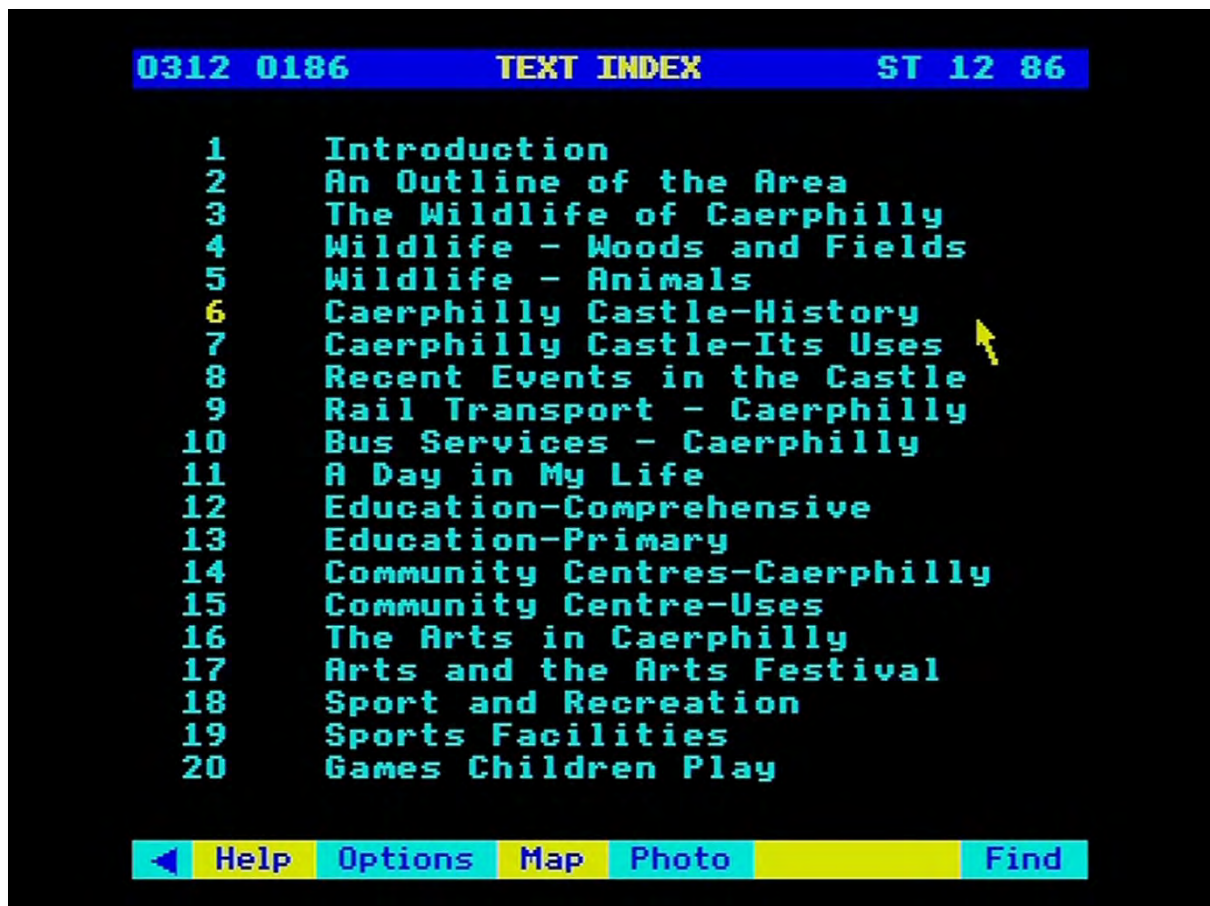 0312 0186 TEXT INDEX ST 12 86
1 Introduction
2 An Outline of the Area
3 The Wildlife of Caerphilly
4 Wildlife - Woods and Fields
5 Wildlife - Animals
6 Caerphilly Castle-History
7 Caerphilly Castle-Its Uses
8 Recent Events in the Castle
9 Rail Transport - Caerphilly
10 Bus Services - Caerphilly
11 A Day in My Life
12 Education-Comprehensive
13 Education-Primary
14 Community Centres-Caerphilly
15 Community Centre-Uses
16 The Arts in Caerphilly
17 Arts and the Arts Festival
18 Sport and Recreation
19 Sports Facilities
20 Games Children Play
Help Options Map Photo Find